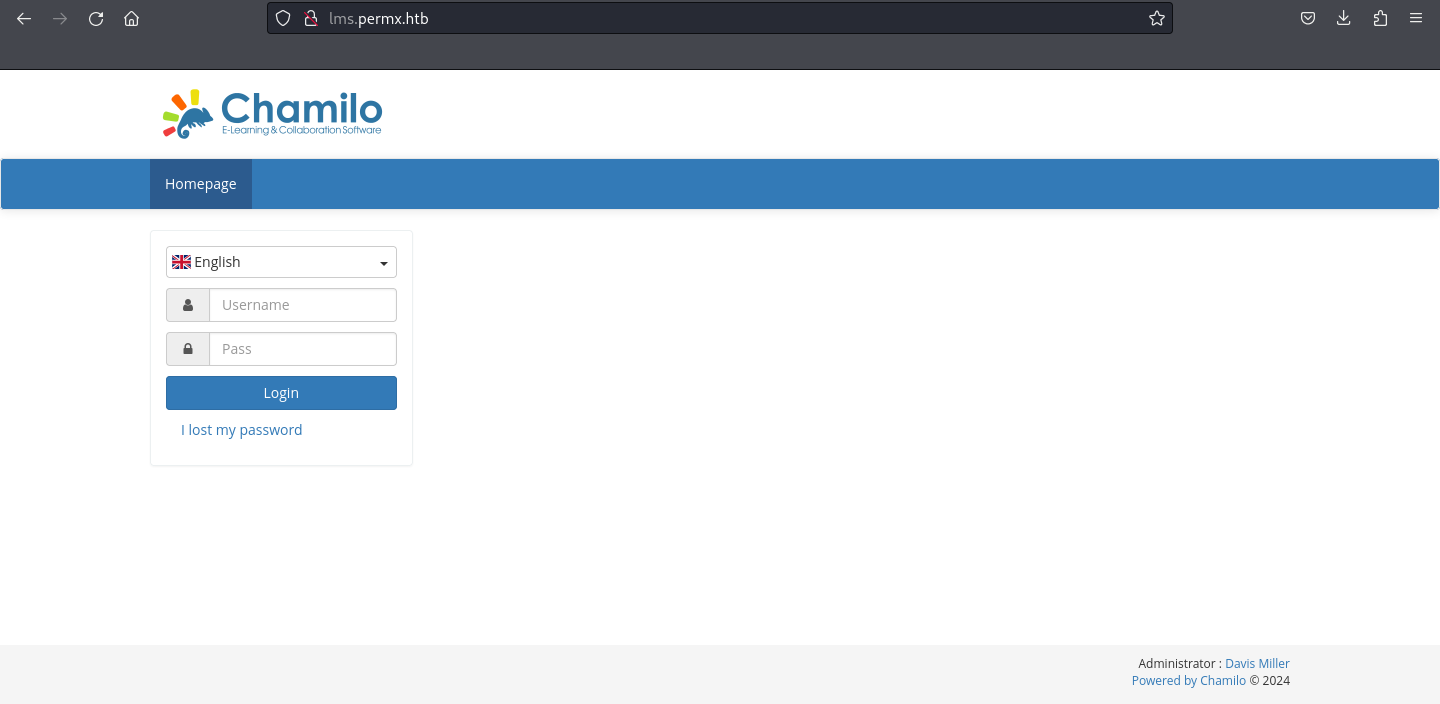 lms.permx.htb
Chamilo
E-Learning & Collaboration Software
Homepage
English
Username
Pass
Login
I lost my password
Administrator : Davis Miller
Powered by Chamilo © 2024